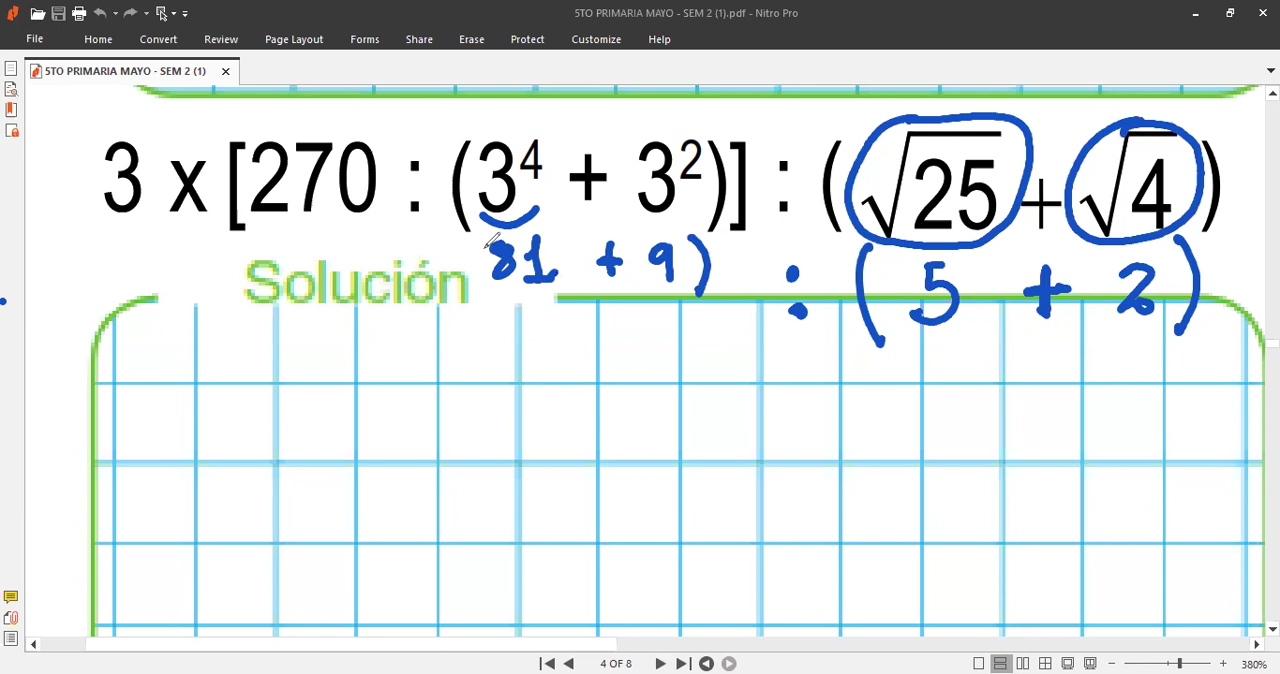 5TO PRIMARIA MAYO - SEM 2 (1).pdf - Nitro Pro
File Home Convert Review Page Layout Forms Share Erase Protect Customize Help
5TO PRIMARIA MAYO - SEM 2 (1)
3 x [270 : (3⁴ + 3²)] : (√25 + √4)
81 + 9) : (5 + 2)
Solución
4 OF 8
380%